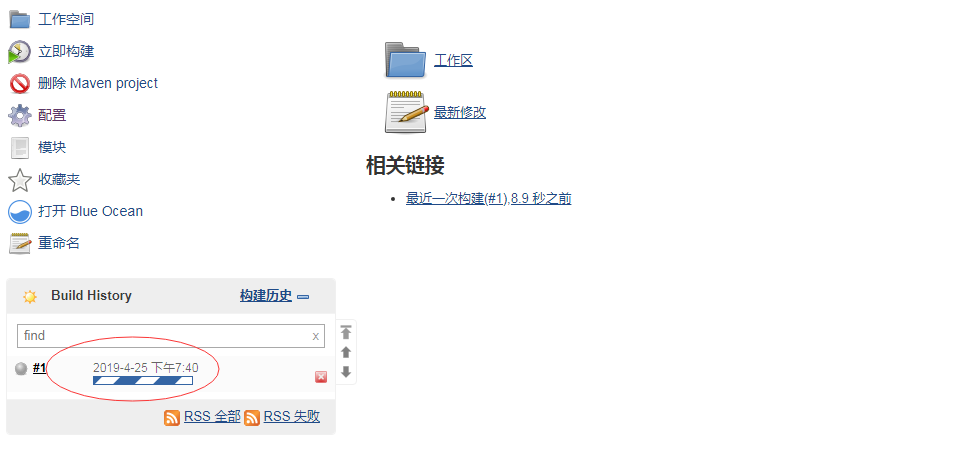 工作空间
立即构建
删除 Maven project
配置
模块
收藏夹
打开 Blue Ocean
重命名
工作区
最新修改
相关链接
最近一次构建(#1),8.9 秒之前
Build History 构建历史
find x
#1 2019-4-25 下午7:40
RSS 全部 RSS 失败